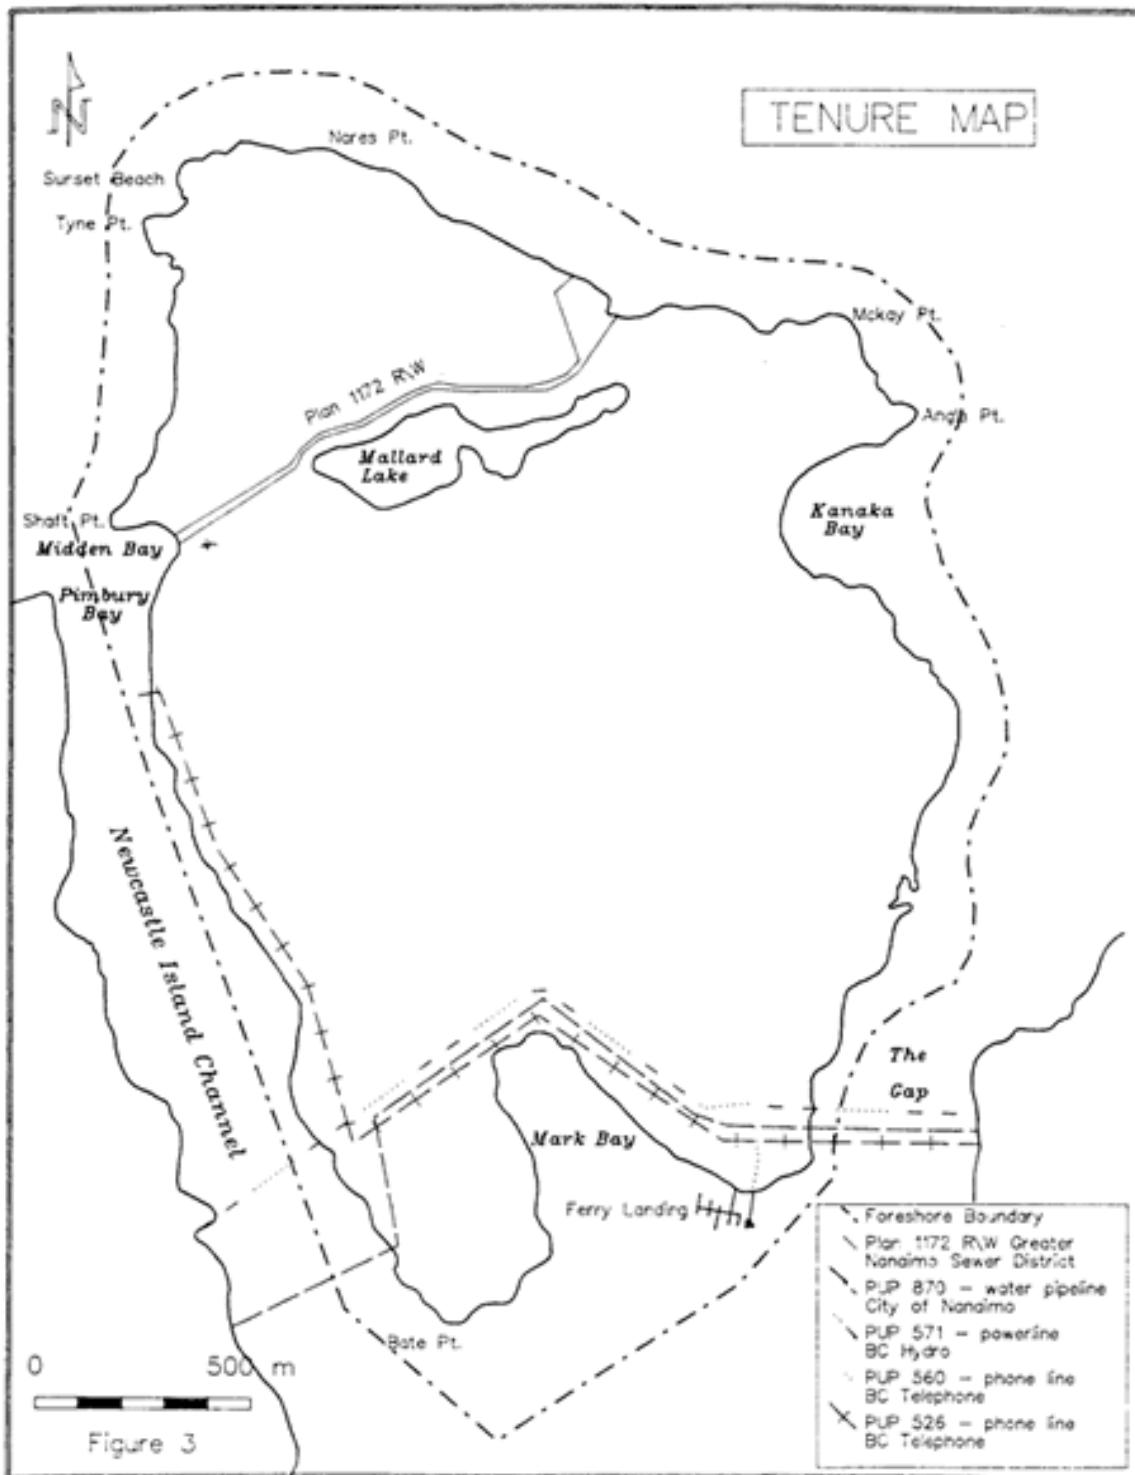 N
TENURE MAP
Nares Pt.
Surset Beach
Tyne Pt.
Mckay Pt.
Plan 1172 R\W
Angle Pt.
Mallard
Lake
Kanaka
Bay
Shaft Pt.
Midden Bay
Pimbury
Bay
Newcastle Island Channel
The
Gap
Mark Bay
Ferry Landing
Bate Pt.
Foreshore Boundary
Plan 1172 R\W Greater
Nanaimo Sewer District
PUP 870 – water pipeline
City of Nanaimo
PUP 571 – powerline
BC Hydro
PUP 560 – phone line
BC Telephone
PUP 526 – phone line
BC Telephone
0 500 m
Figure 3